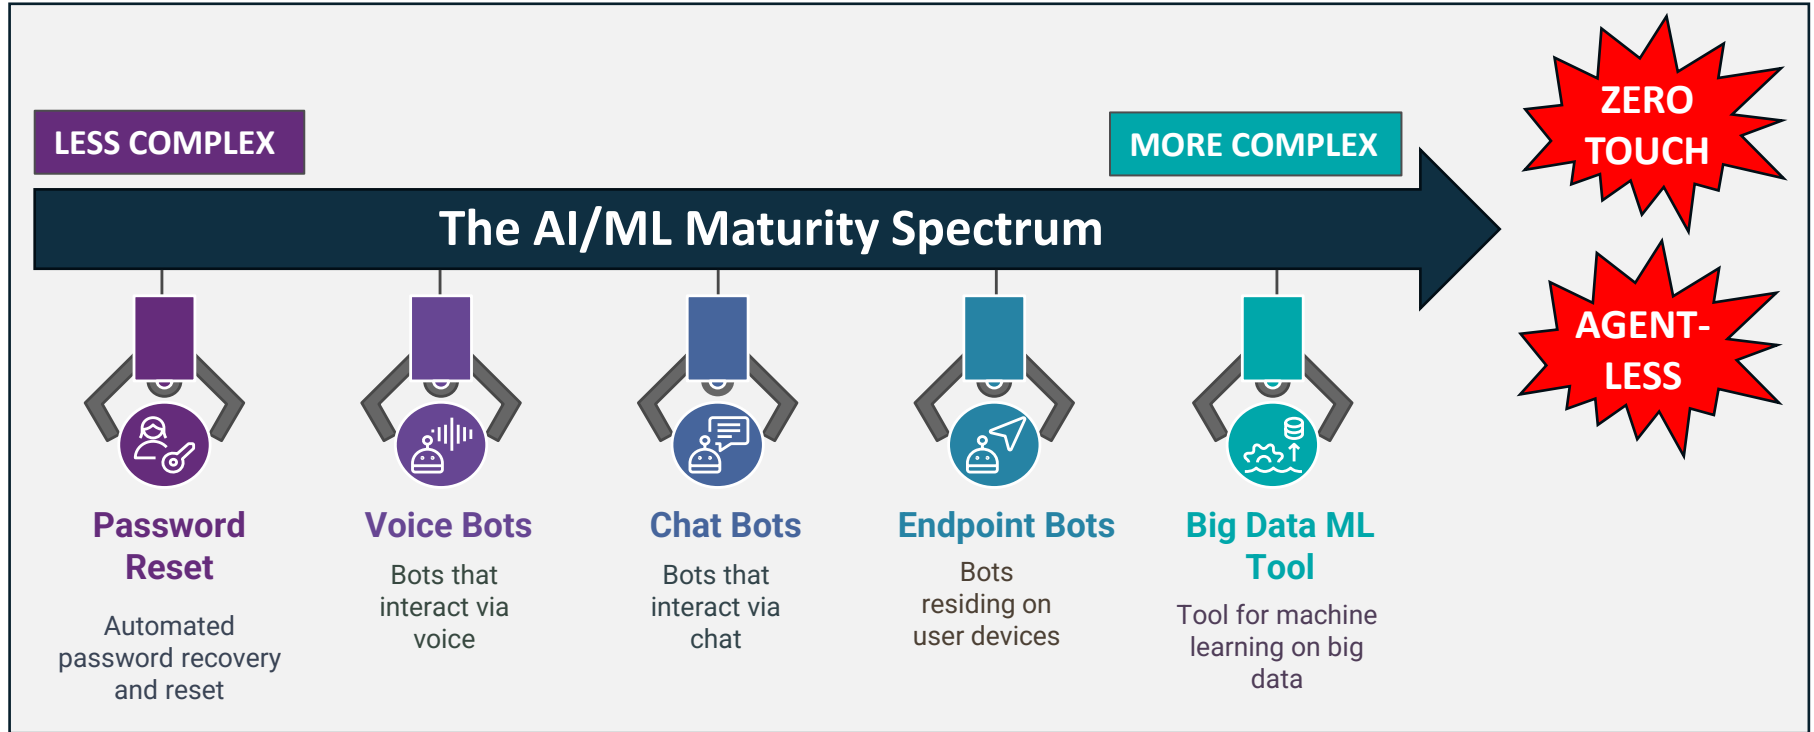 LESS COMPLEX
MORE COMPLEX
ZERO
TOUCH
The AI/ML Maturity Spectrum
AGENT-
LESS
Password
Reset
Automated
password recovery
and reset
Voice Bots
Bots that
interact via
voice
Chat Bots
Bots that
interact via
chat
Endpoint Bots
Bots
residing on
user devices
Big Data ML
Tool
Tool for machine
learning on big
data